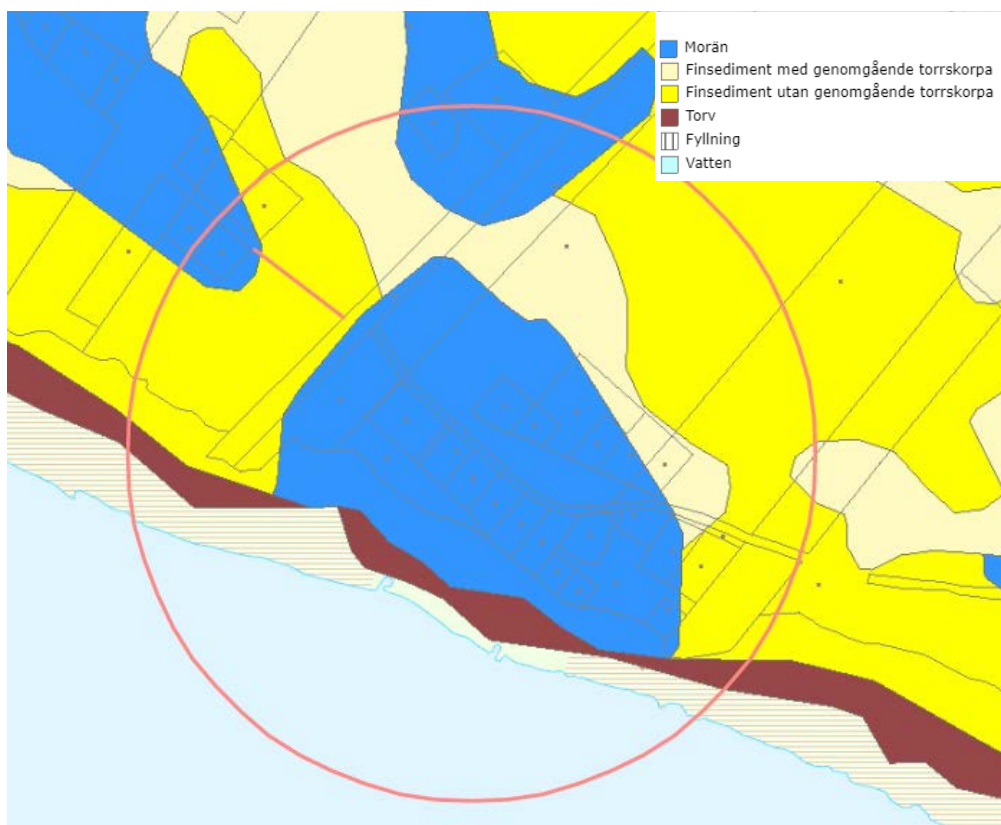 Morän
Finsediment med genomgående torrskorpa
Finsediment utan genomgående torrskorpa
Torv
Fyllning
Vatten